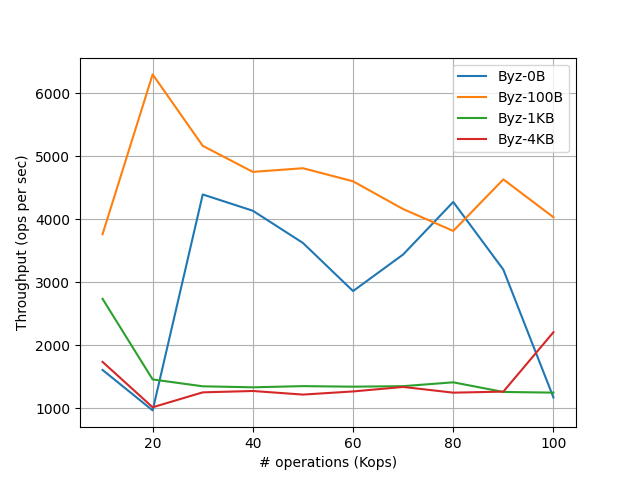 Byz-0B
Byz-100B
Byz-1KB
Byz-4KB
Throughput (ops per sec)
6000
5000
4000
3000
2000
1000
20 40 60 80 100
# operations (Kops)